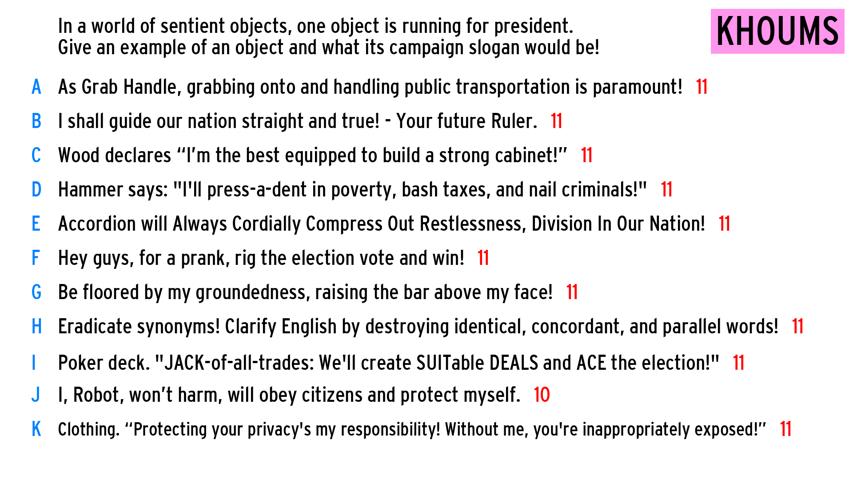 In a world of sentient objects, one object is running for president.
Give an example of an object and what its campaign slogan would be!
KHOUMS
A As Grab Handle, grabbing onto and handling public transportation is paramount! 11
B I shall guide our nation straight and true! - Your future Ruler. 11
C Wood declares “I’m the best equipped to build a strong cabinet!” 11
D Hammer says: "I'll press-a-dent in poverty, bash taxes, and nail criminals!" 11
E Accordion will Always Cordially Compress Out Restlessness, Division In Our Nation! 11
F Hey guys, for a prank, rig the election vote and win! 11
G Be floored by my groundedness, raising the bar above my face! 11
H Eradicate synonyms! Clarify English by destroying identical, concordant, and parallel words! 11
I Poker deck. "JACK-of-all-trades: We'll create SUITable DEALS and ACE the election!" 11
J I, Robot, won’t harm, will obey citizens and protect myself. 10
K Clothing. “Protecting your privacy's my responsibility! Without me, you're inappropriately exposed!” 11